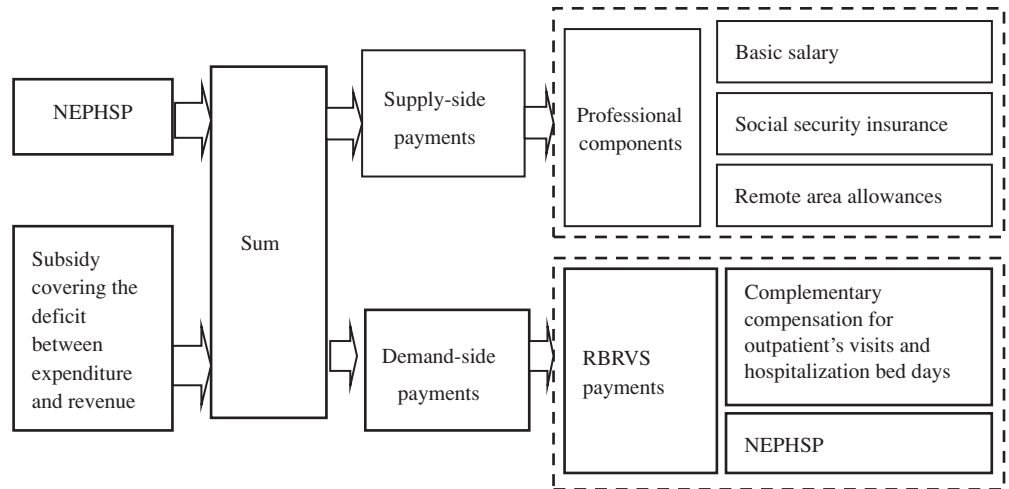 NEPHSP
Subsidy
covering the
deficit
between
expenditure
and revenue
Sum
Supply-side
payments
Demand-side
payments
Professional
components
Basic salary
Social security insurance
Remote area allowances
RBRVS
payments
Complementary
compensation for
outpatient's visits and
hospitalization bed days
NEPHSP